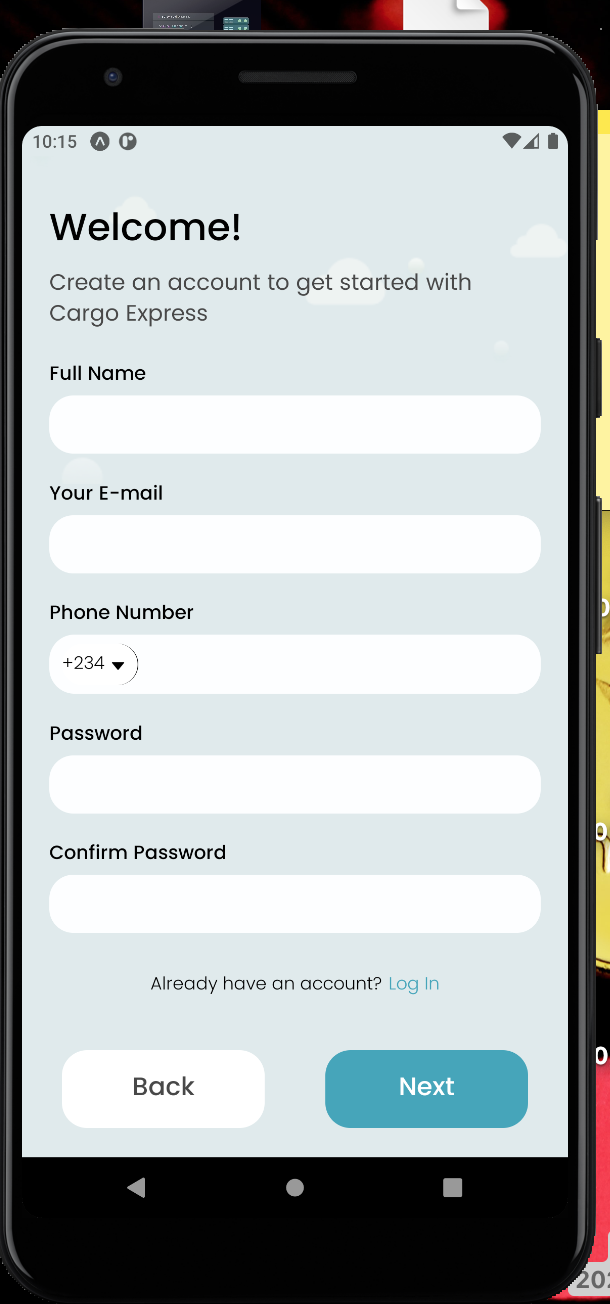 10:15
Welcome!
Create an account to get started with
Cargo Express
Full Name
Your E-mail
Phone Number
+234
Password
Confirm Password
Already have an account? Log In
Back
Next